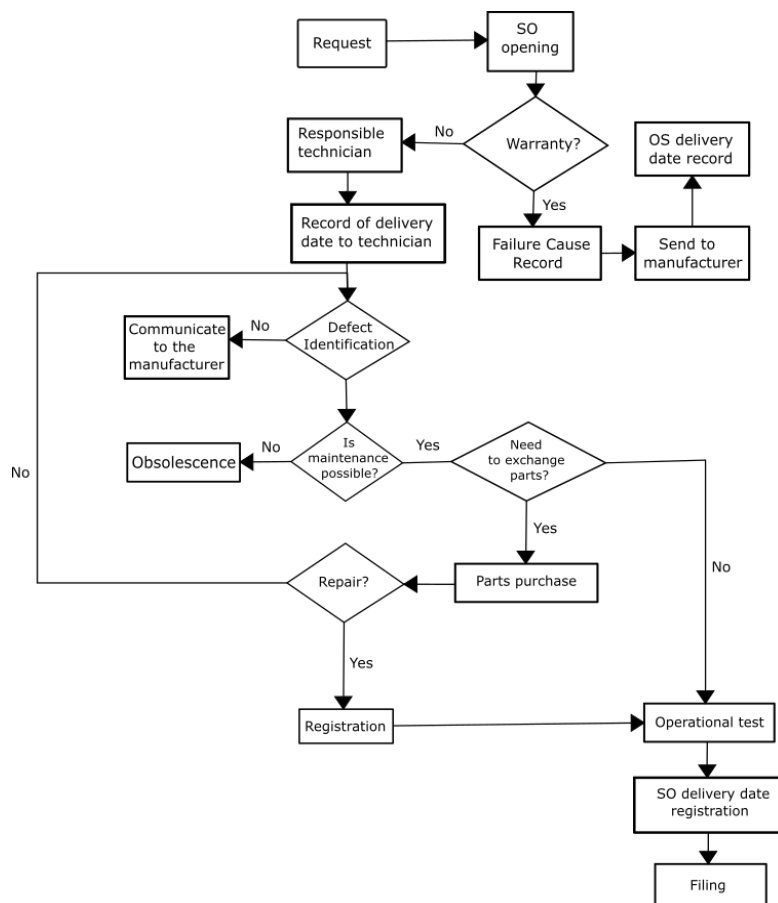 Request
SO
opening
Responsible
technician
No
Warranty?
OS delivery
date record
Yes
Record of delivery
date to technician
Failure Cause
Record
Send to
manufacturer
Communicate
to the
manufacturer
No
Defect
Identification
Obsolescence
No
Is
maintenance
possible?
Yes
Need
to exchange
parts?
No
Yes
No
Repair?
Parts purchase
Yes
Registration
Operational test
SO delivery date
registration
Filing